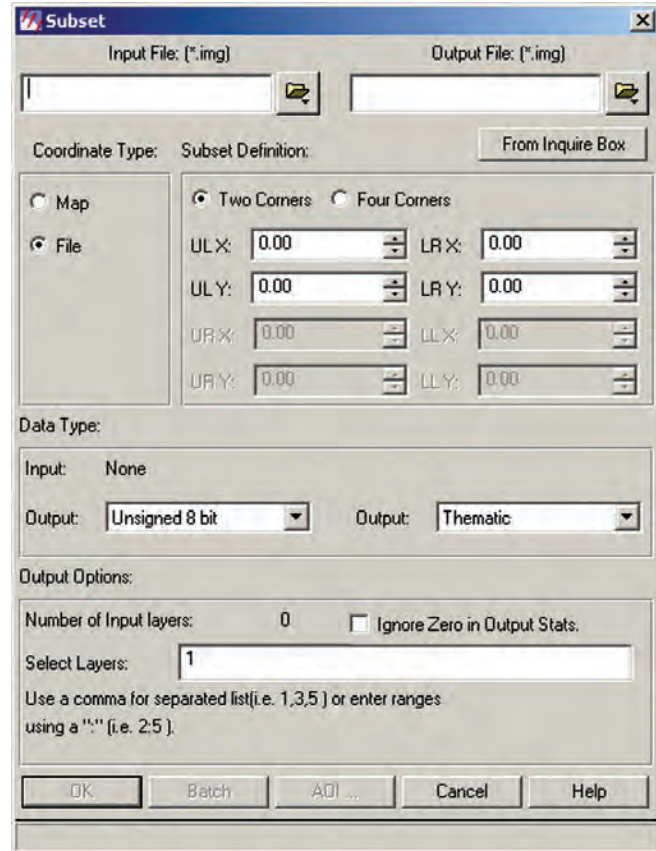 Subset
Input File: (*.img) Output File: (*.img)
From Inquire Box
Coordinate Type: Subset Definition:
Map
File
Two Corners Four Corners
UL X: 0.00 LR X: 0.00
UL Y: 0.00 LR Y: 0.00
UR X: 0.00 LL X: 0.00
UR Y: 0.00 LL Y: 0.00
Data Type:
Input: None
Output: Unsigned 8 bit Output: Thematic
Output Options:
Number of Input layers: 0 Ignore Zero in Output Stats.
Select Layers: 1
Use a comma for separated list(i.e. 1,3,5 ) or enter ranges
using a ":" (i.e. 2:5 ).
OK Batch AOI ... Cancel Help